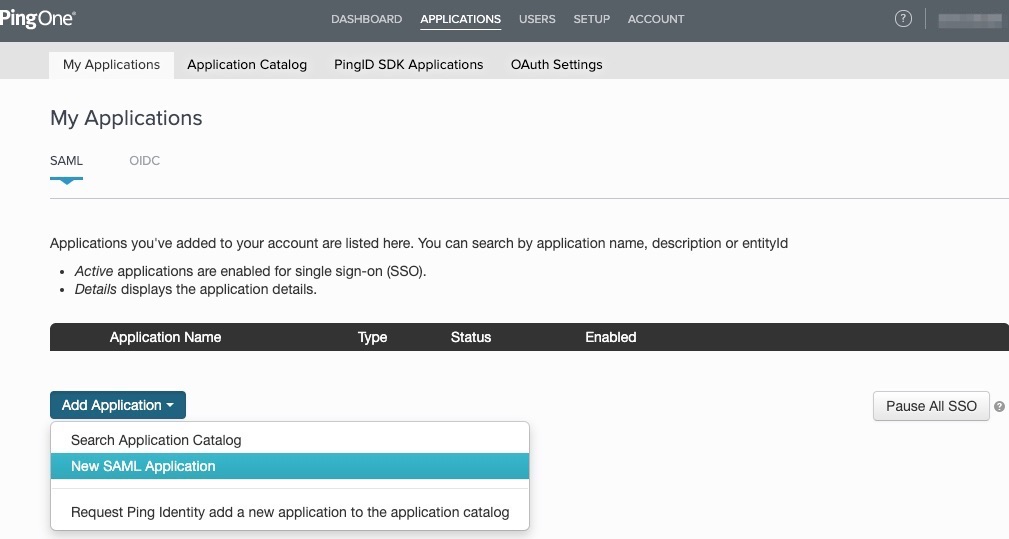 PingOne®
DASHBOARD APPLICATIONS USERS SETUP ACCOUNT ?
My Applications Application Catalog PingID SDK Applications OAuth Settings
My Applications
SAML OIDC
Applications you've added to your account are listed here. You can search by application name, description or entityId
• Active applications are enabled for single sign-on (SSO).
• Details displays the application details.
Application Name Type Status Enabled
Add Application
Pause All SSO ?
Search Application Catalog
New SAML Application
Request Ping Identity add a new application to the application catalog